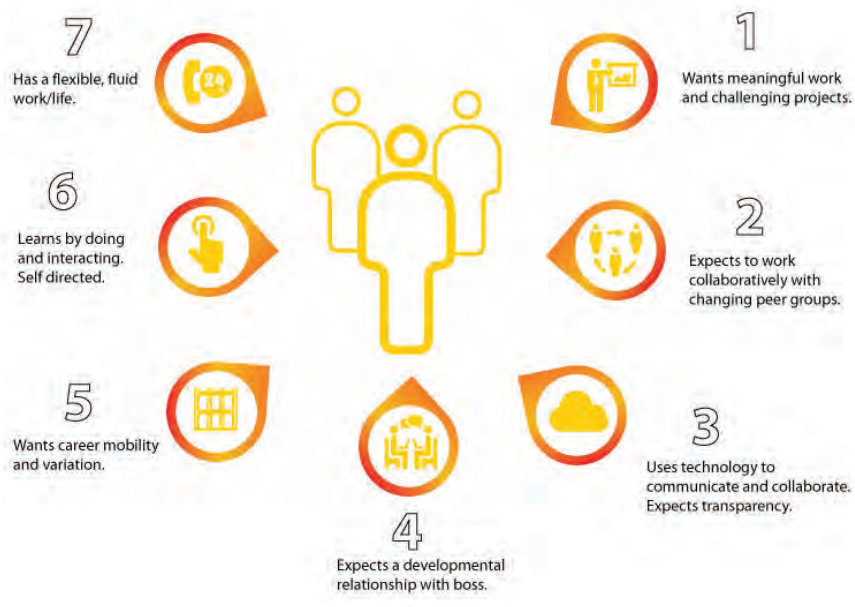 1
Wants meaningful work
and challenging projects.
2
Expects to work
collaboratively with
changing peer groups.
3
Uses technology to
communicate and collaborate.
Expects transparency.
4
Expects a developmental
relationship with boss.
5
Wants career mobility
and variation.
6
Learns by doing
and interacting.
Self directed.
7
Has a flexible, fluid
work/life.
24